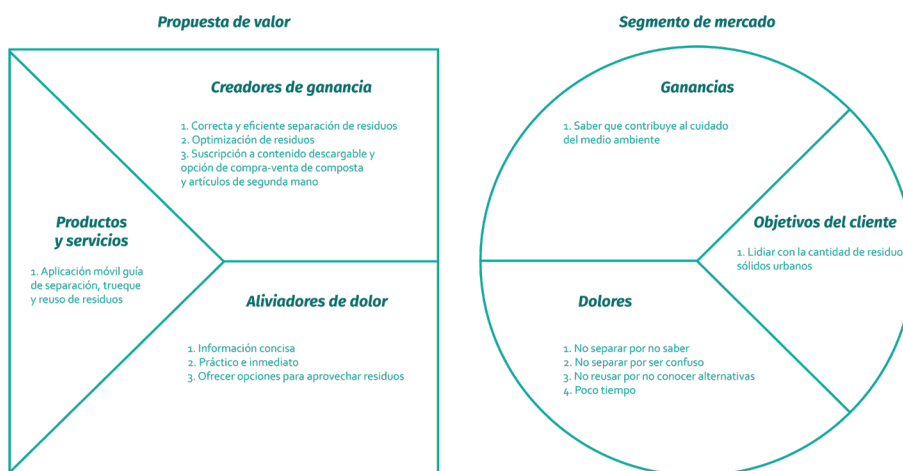 Propuesta de valor
Creadores de ganancia
1. Correcta y eficiente separación de residuos
2. Optimización de residuos
3. Suscripción a contenido descargable y
opción de compra-venta de composta
y artículos de segunda mano
Productos
y servicios
1. Aplicación móvil guía
de separación, trueque
y reuso de residuos
Aliviadores de dolor
1. Información concisa
2. Práctico e inmediato
3. Ofrecer opciones para aprovechar residuos
Segmento de mercado
Ganancias
1. Saber que contribuye al cuidado
del medio ambiente
Objetivos del cliente
1. Lidiar con la cantidad de residuo
sólidos urbanos
Dolores
1. No separar por no saber
2. No separar por ser confuso
3. No reusar por no conocer alternativas
4. Poco tiempo